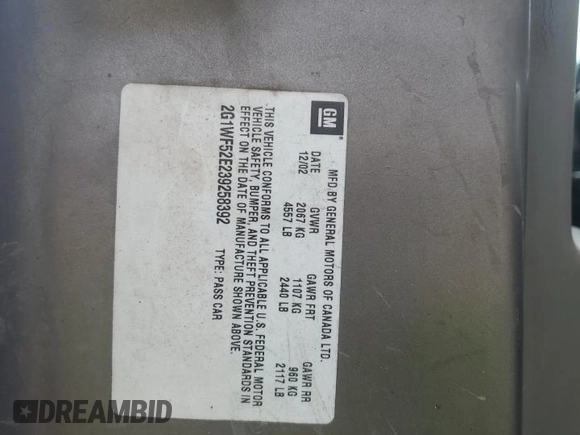 GM
MFD BY GENERAL MOTORS OF CANADA LTD.
DATE GVWR GAWR FRT GAWR RR
12/02 2067 KG 1107 KG 960 KG
4557 LB 2440 LB 2117 LB
THIS VEHICLE CONFORMS TO ALL APPLICABLE U.S. FEDERAL MOTOR
VEHICLE SAFETY, BUMPER, AND THEFT PREVENTION STANDARDS IN
EFFECT ON THE DATE OF MANUFACTURE SHOWN ABOVE.
2G1WF52E239258392 TYPE: PASS CAR
DREAMBID